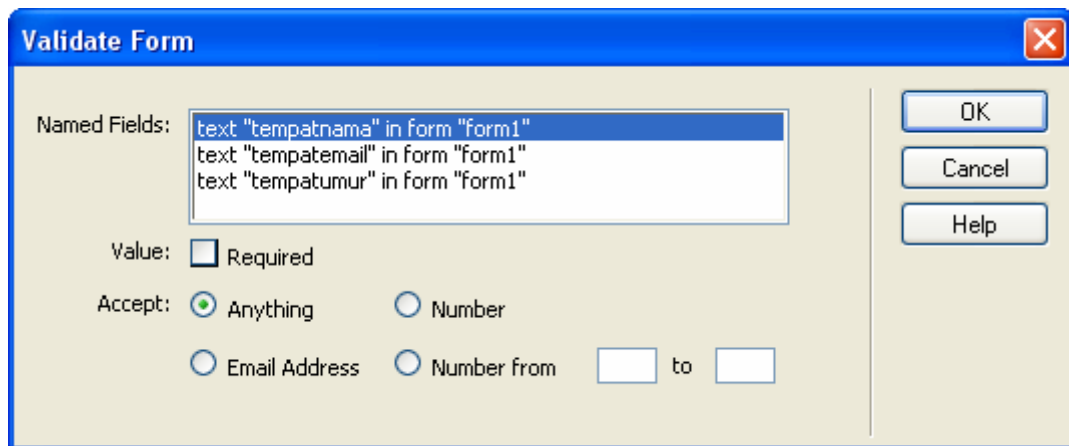 Validate Form
Named Fields:
text "tempatnama" in form "form1"
text "tempatemail" in form "form1"
text "tempatumur" in form "form1"
Value: Required
Accept: Anything Number
Email Address Number from to
OK
Cancel
Help